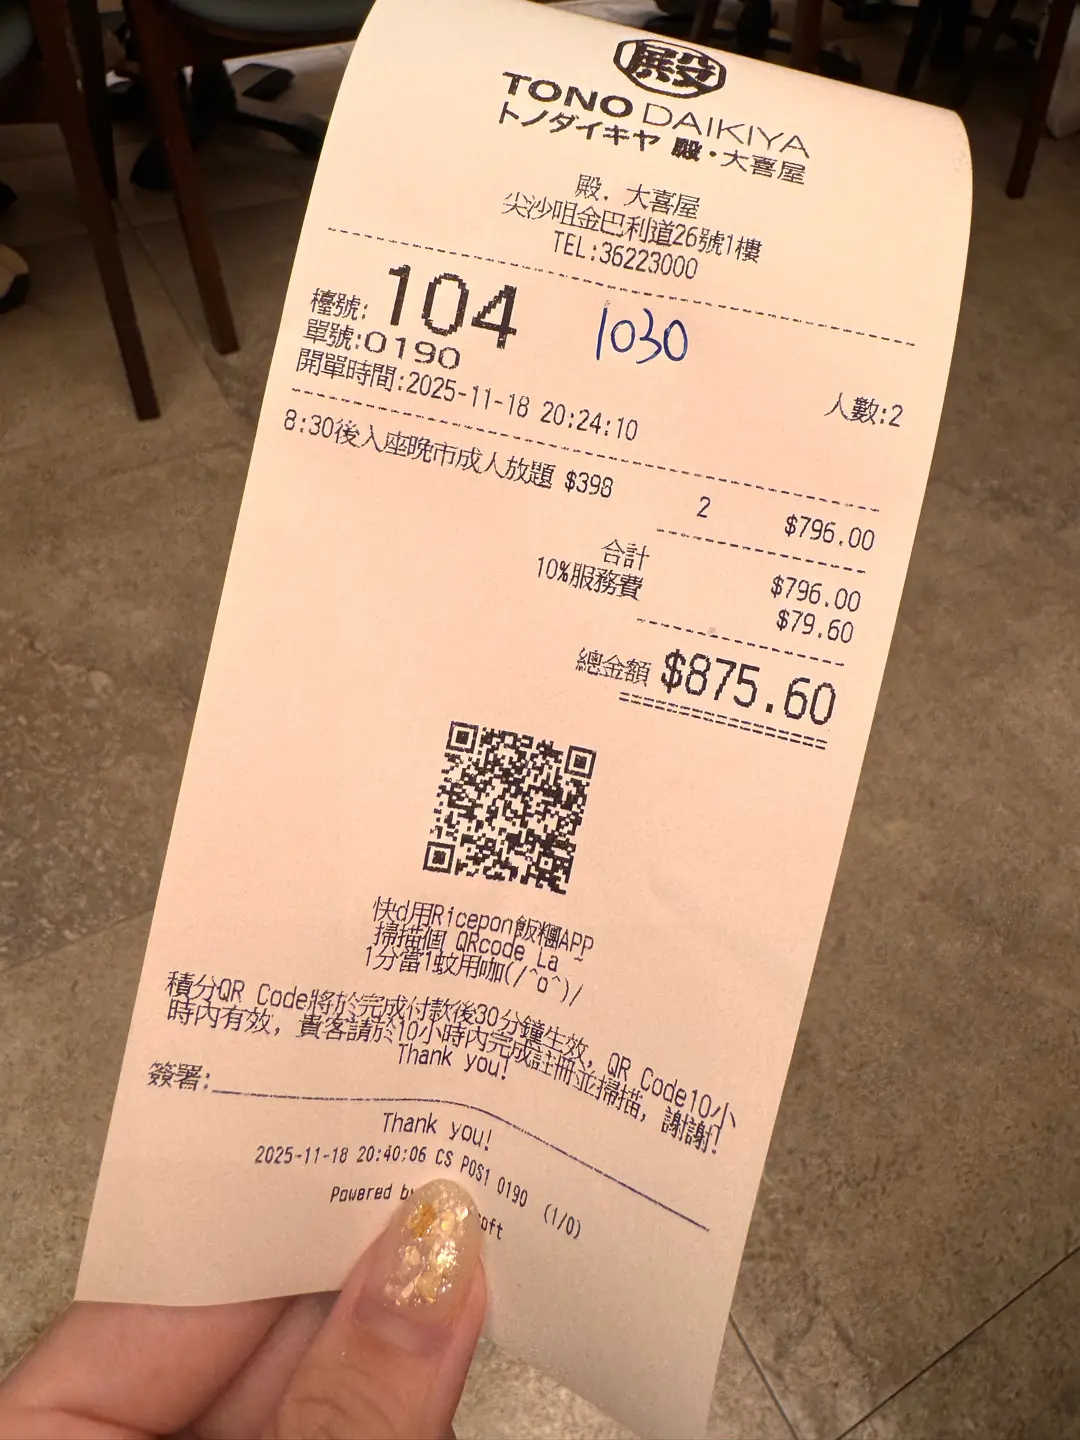 殿
TONO DAIKIYA
トノダイキヤ 殿・大喜屋
殿．大喜屋
尖沙咀金巴利道26號1樓
TEL:36223000
檯號: 104 1030
單號:0190
開單時間:2025-11-18 20:24:10 人數:2
8:30後入座晚市成人放題 $398 2 $796.00
合計 $796.00
10%服務費 $79.60
總金額 $875.60
快d用Ricepon飯糰APP
掃描個 QRcode La ~
1分當1蚊用咖(/^o^)/
積分QR Code將於完成付款後30分鐘生效, QR Code10小
時內有效, 貴客請於10小時內完成註冊並掃描, 謝謝!
Thank you!
簽署:
Thank you!
2025-11-18 20:40:06 CS POS1 0190 (1/0)
Powered